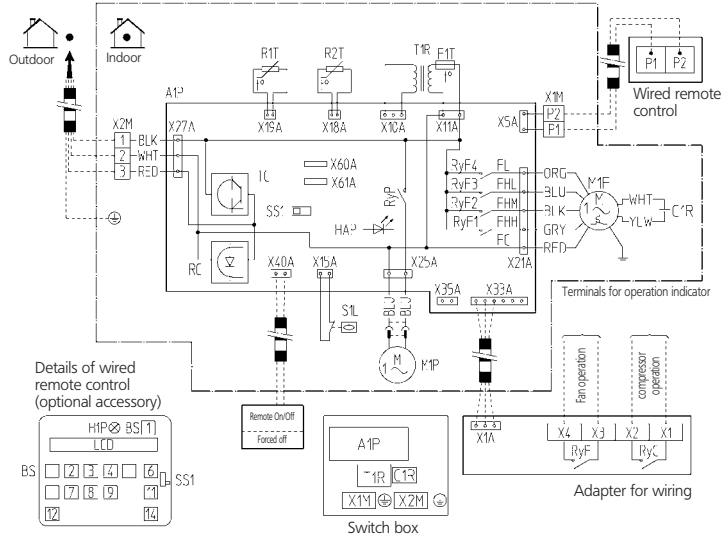 Outdoor
Indoor
R1T
R2T
T1R
F1T
P1 P2
Wired remote
control
A1P
X2M
X27A
X19A
X18A
X10A
X11A
X5A
X1M
P2
P1
1 BLK
2 WHT
3 RED
TC
X60A
X61A
SS1
HAP
RyP
RC
RyF4 FL
RyF3 FHL
RyF2 FHM
RyF1 FHH
FC
X21A
ORG
BLU
BLK
GRY
RED
M1F
M
1
WHT
YLW
C1R
X40A
X15A
X25A
X35A
X33A
Terminals for operation indicator
S1L
BLU
BLU
M
1
M1P
Fan operation
compressor
operation
Remote On/Off
Forced off
X1A
X4 X3 X2 X1
RyF
RyC
Adapter for wiring
Details of wired
remote control
(optional accessory)
H1P BS 1
LCD
BS
2 3 4 6
SS1
7 8 9 11
12 14
A1P
T1R C1R
X1M X2M
Switch box